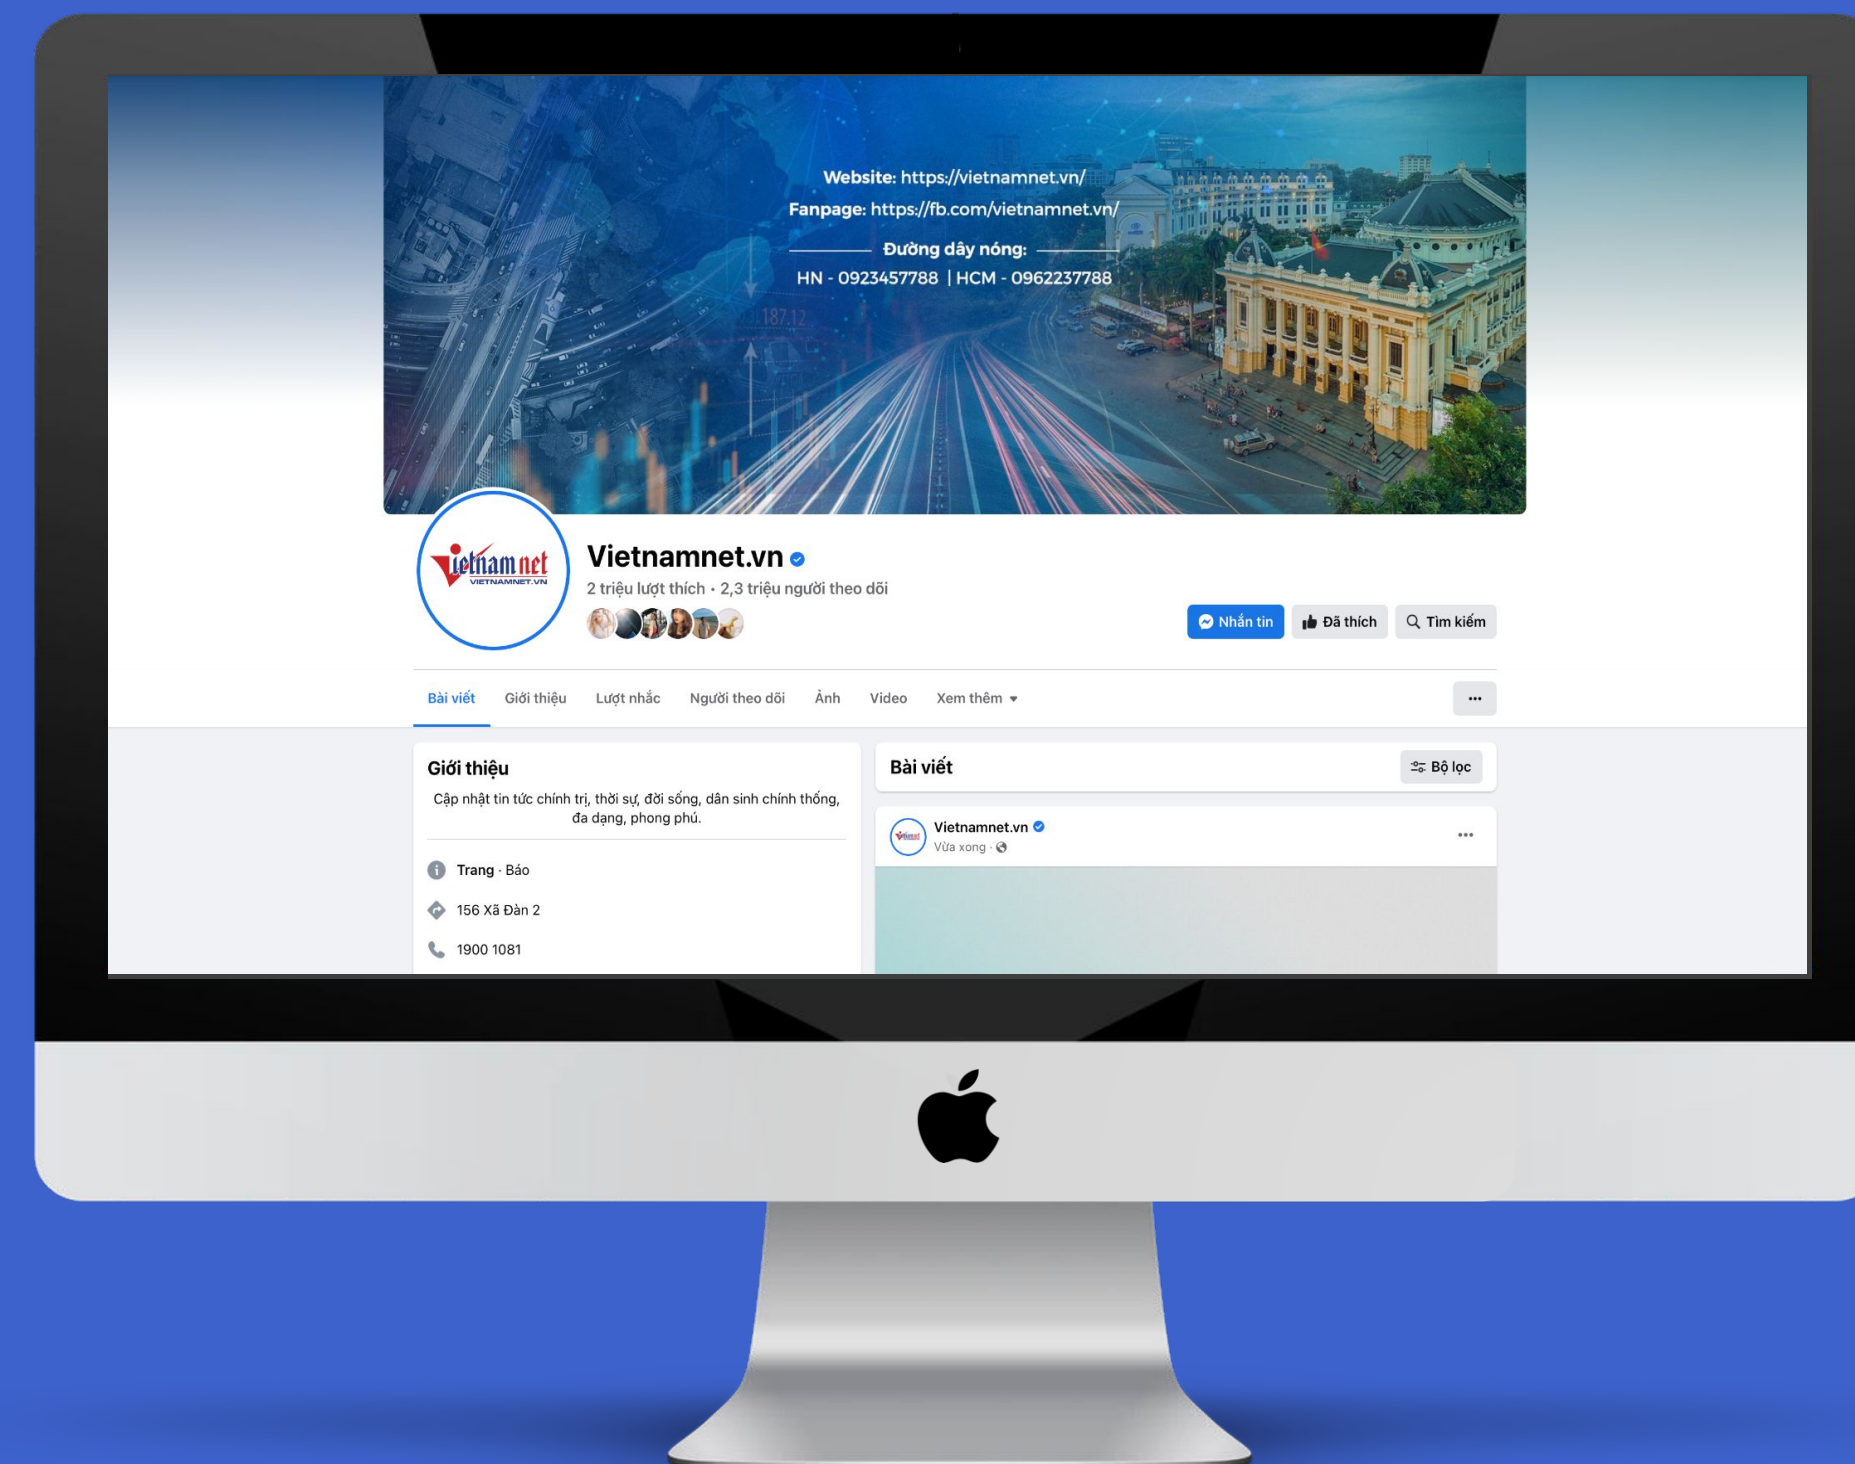 Website: https://vietnamnet.vn/
Fanpage: https://fb.com/vietnamnet.vn/
Đường dây nóng:
HN - 0923457788 | HCM - 0962237788
187.12
Vietnam net
VIETNAMNET.VN
Vietnamnet.vn
2 triệu lượt thích · 2,3 triệu người theo dõi
Nhắn tin Đã thích Tìm kiếm
Bài viết Giới thiệu Lượt nhắc Người theo dõi Ảnh Video Xem thêm
Giới thiệu
Cập nhật tin tức chính trị, thời sự, đời sống, dân sinh chính thống,
đa dạng, phong phú.
Trang · Báo
156 Xã Đàn 2
1900 1081
Bài viết Bộ lọc
Vietnamnet.vn
Vừa xong ·